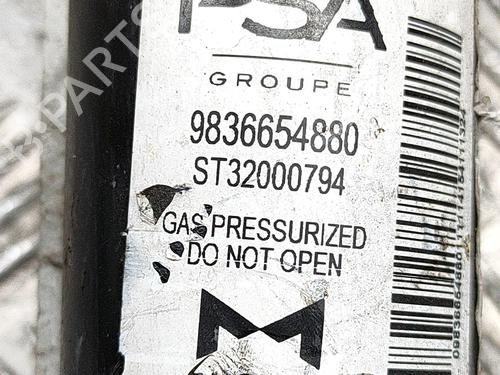 PSA
GROUPE
9836654880
ST32000794
GAS PRESSURIZED
DO NOT OPEN